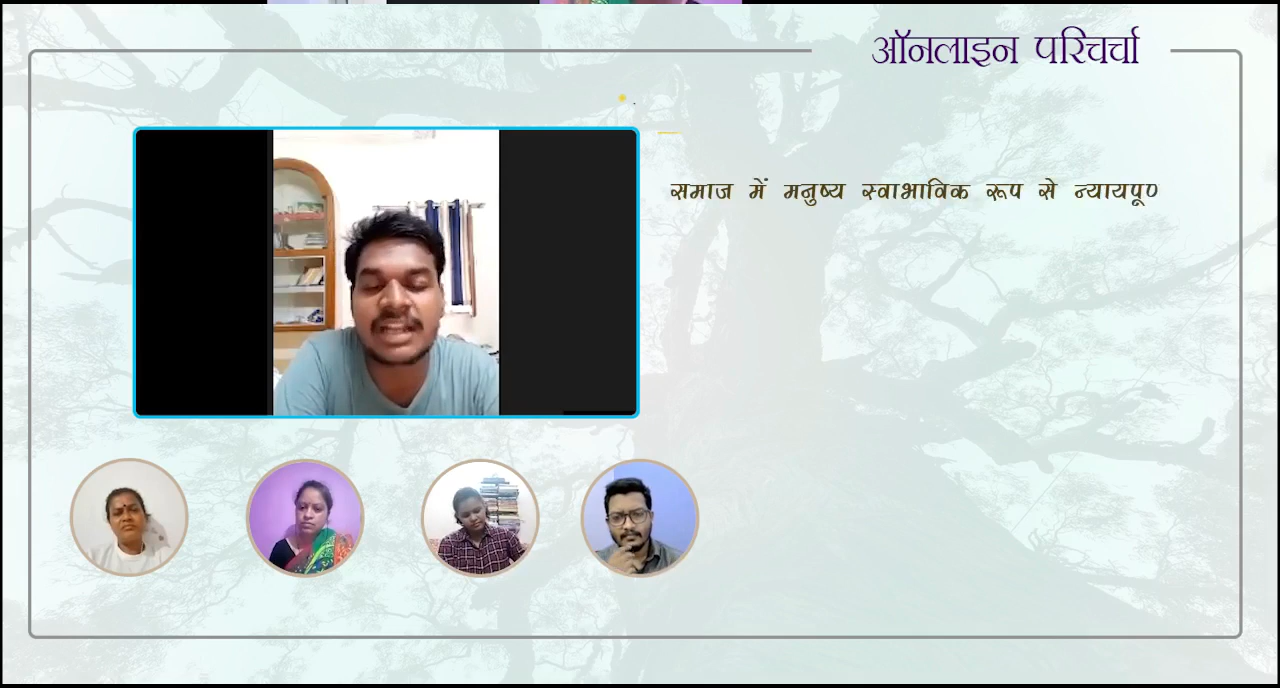 ऑनलाइन परिचर्चा
समाज में मनुष्य स्वाभाविक रूप से न्यायपूण